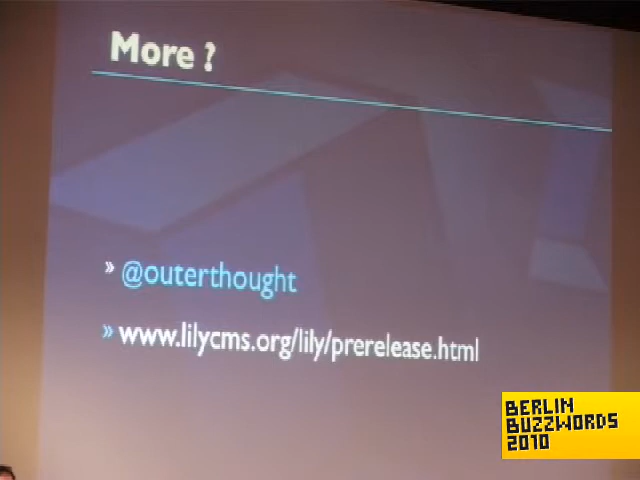 More ?
» @outerthought
» www.lilycms.org/lily/prerelease.html
BERLIN
BUZZWORDS
2010